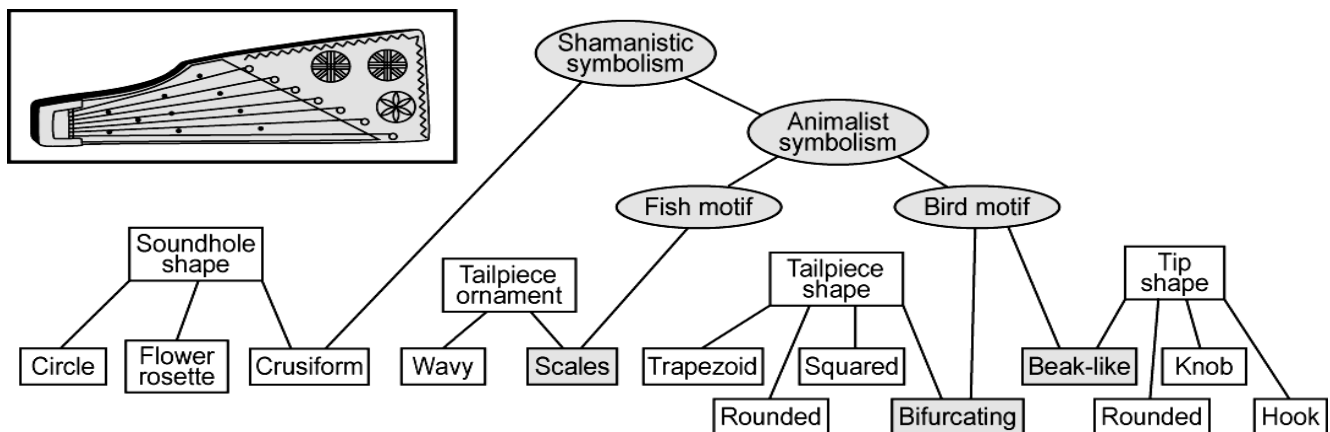 Shamanistic
symbolism
Animalist
symbolism
Fish motif
Bird motif
Soundhole
shape
Tailpiece
ornament
Tailpiece
shape
Tip
shape
Circle
Flower
rosette
Crusiform
Wavy
Scales
Trapezoid
Squared
Beak-like
Knob
Rounded
Bifurcating
Rounded
Hook